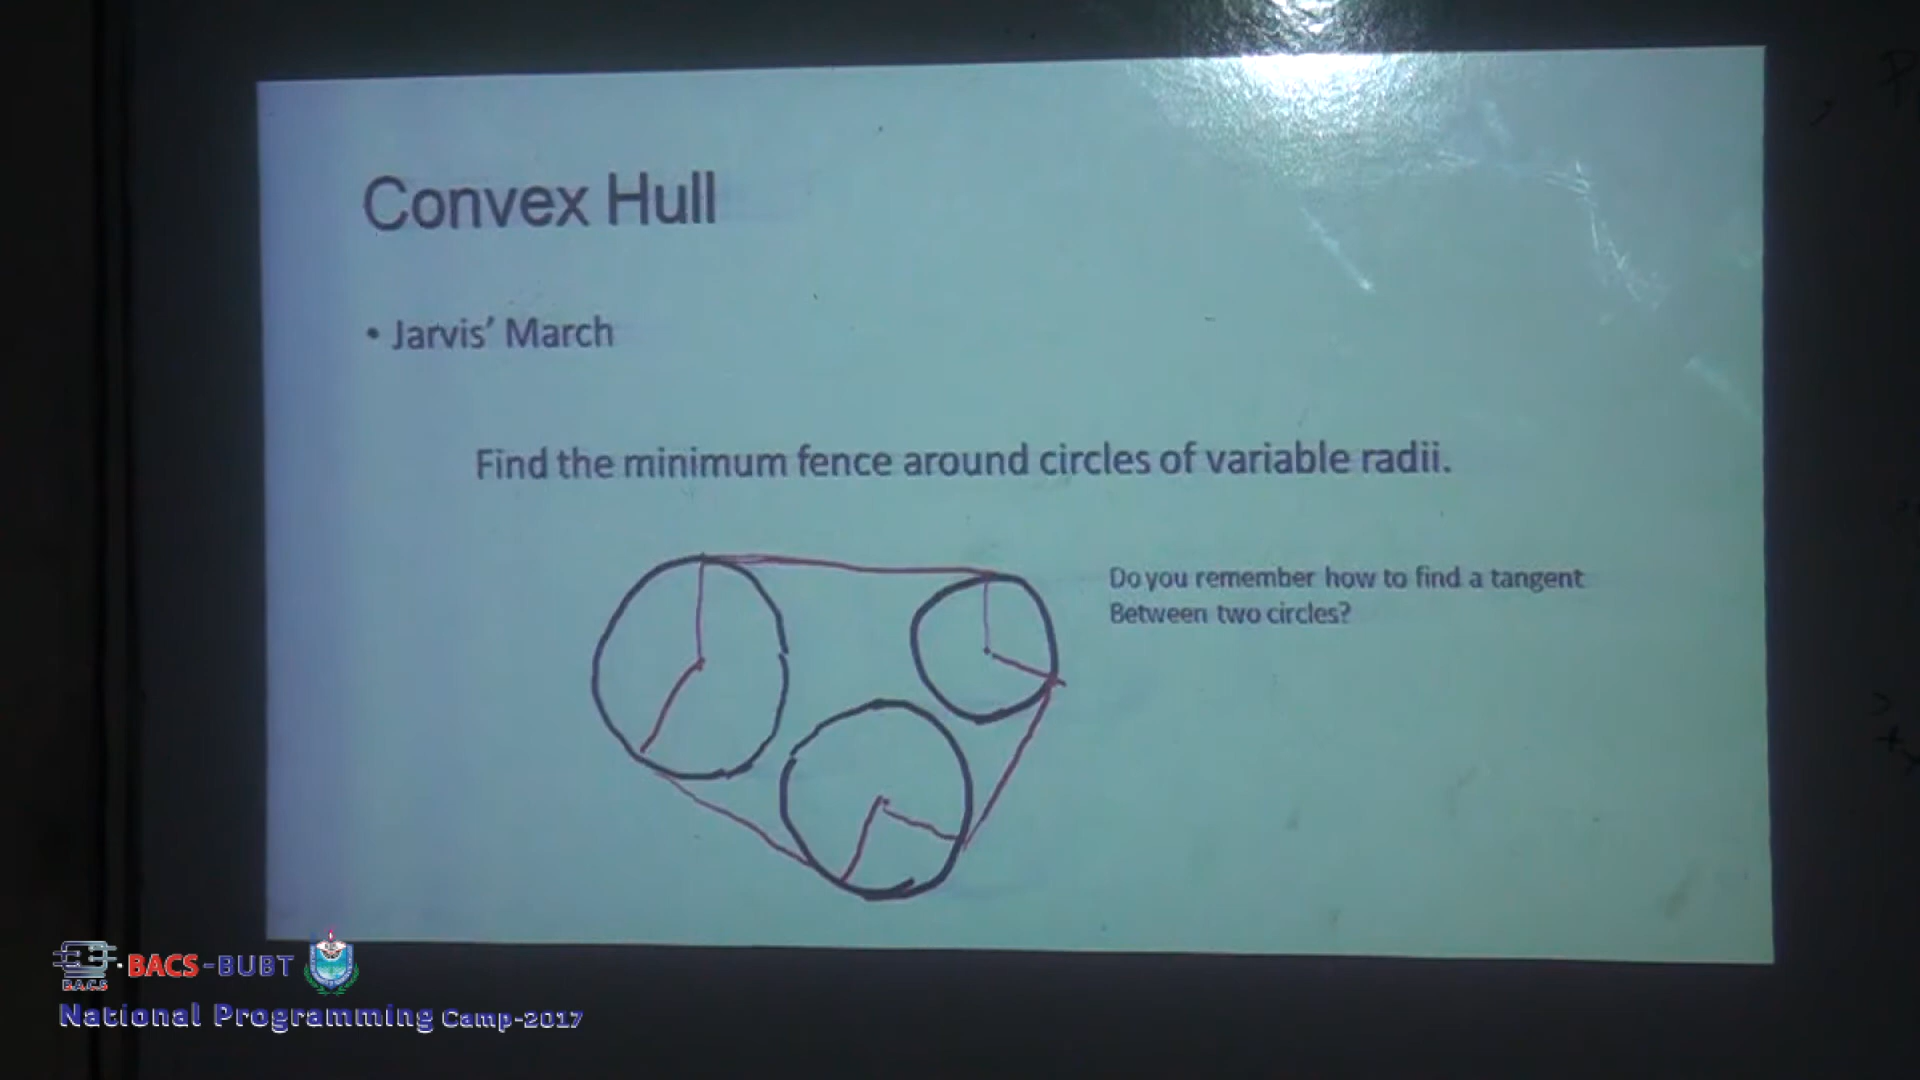 Convex Hull
• Jarvis' March
Find the minimum fence around circles of variable radii.
Do you remember how to find a tangent
Between two circles?
BACS-BUBT
B.A.C.S
National Programming Camp-2017